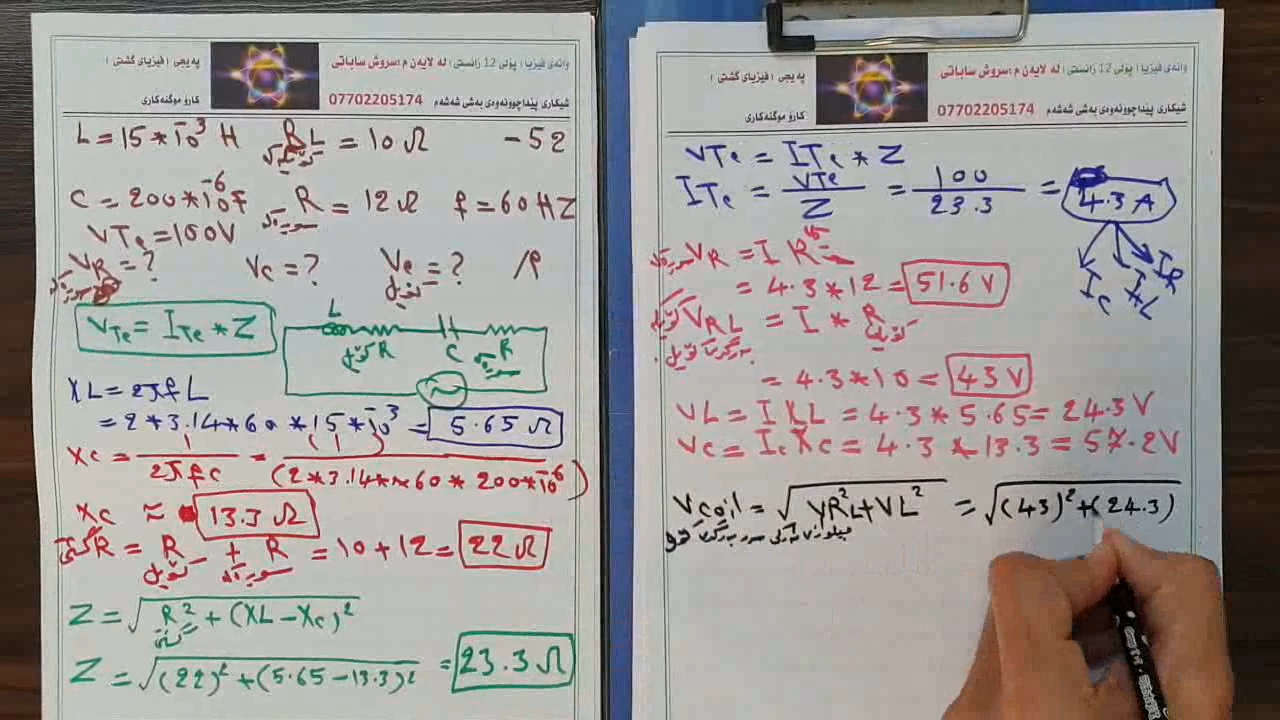 وانەی فیزیا ( پۆلی 12 زانستی ) لە لایەن م :سروش ساباتی
پەیجی ( فیزیای گشتی )
07702205174 شیکاری پێداچوونەوەی بەشی شەشەم
کارۆ موگنەکاری
L = 15 * 10⁻³ H RL = 10 Ω - 52
C = 200 * 10⁻⁶ F R = 12 Ω f = 60 HZ
VTe = 100V
VR = ? Vc = ? Ve = ?
VTe = ITe * Z
L R C R
XL = 2πfL
= 2 * 3.14 * 60 * 15 * 10⁻³ = 5.65 Ω
Xc = 1 / 2πfc = (1) / (2 * 3.14 * 60 * 200 * 10⁻⁶)
Xc ≈ 13.3 Ω
R = R + R = 10 + 12 = 22 Ω
Z = √R² + (XL - Xc)²
Z = √(22)² + (5.65 - 13.3)² = 23.3 Ω
وانەی فیزیا ( پۆلی 12 زانستی ) لە لایەن م :سروش ساباتی
پەیجی ( فیزیای گشتی )
07702205174 شیکاری پێداچوونەوەی بەشی شەشەم
کارۆ موگنەکاری
VTe = ITe * Z
ITe = VTe / Z = 100 / 23.3 = 4.3 A
Ic IL IR
VR = I R
= 4.3 * 12 = 51.6 V
VRL = I * R
= 4.3 * 10 = 43 V
VL = I XL = 4.3 * 5.65 = 24.3 V
Vc = Ic Xc = 4.3 * 13.3 = 57.2V
Vcoil = √VR²L + VL² = √(43)² + (24.3)